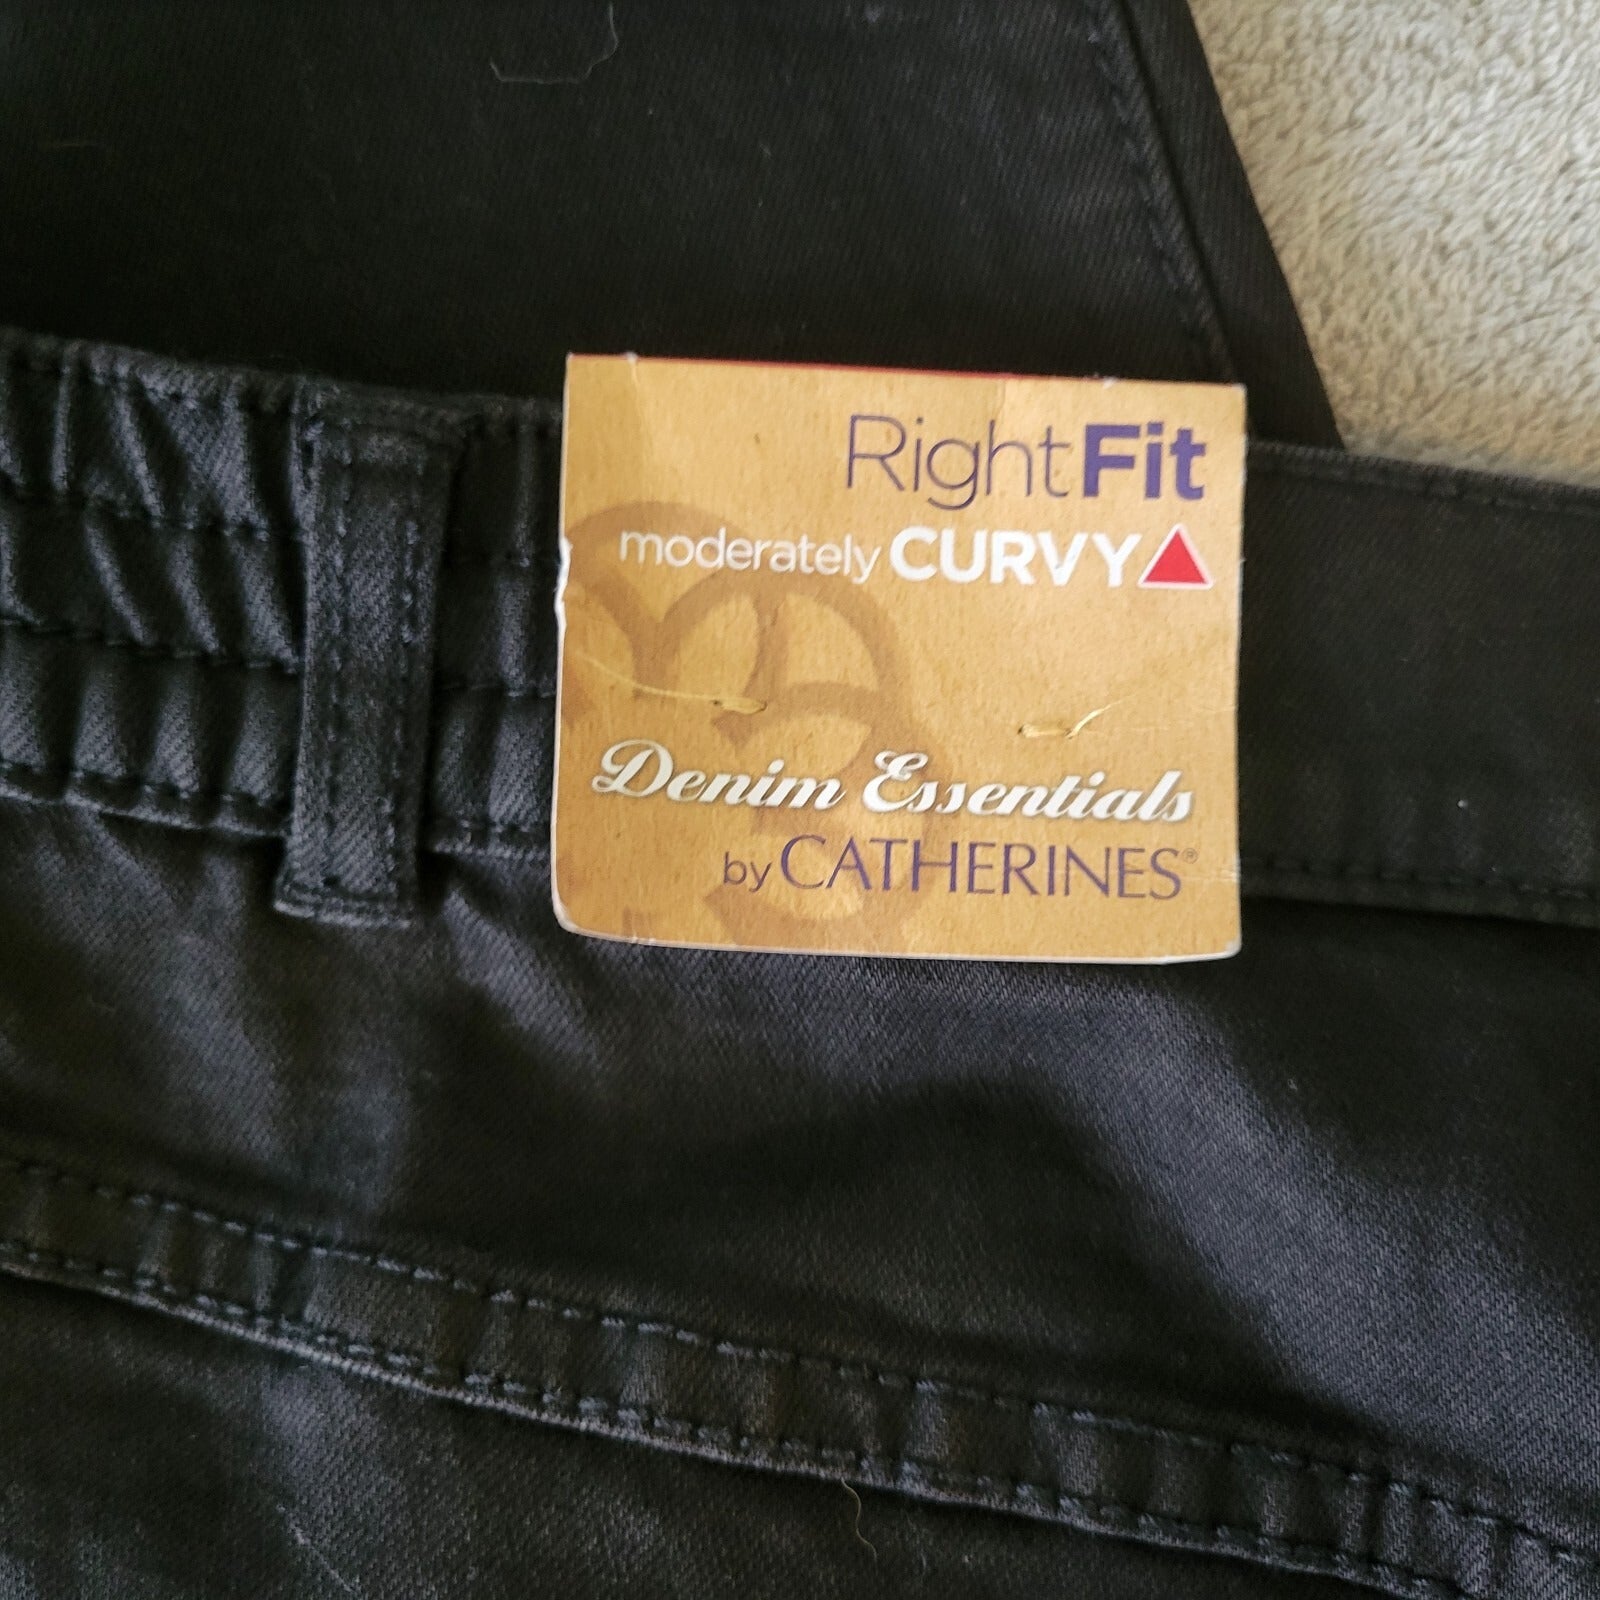 RightFit
moderately CURVY
Denim Essentials
by CATHERINES®